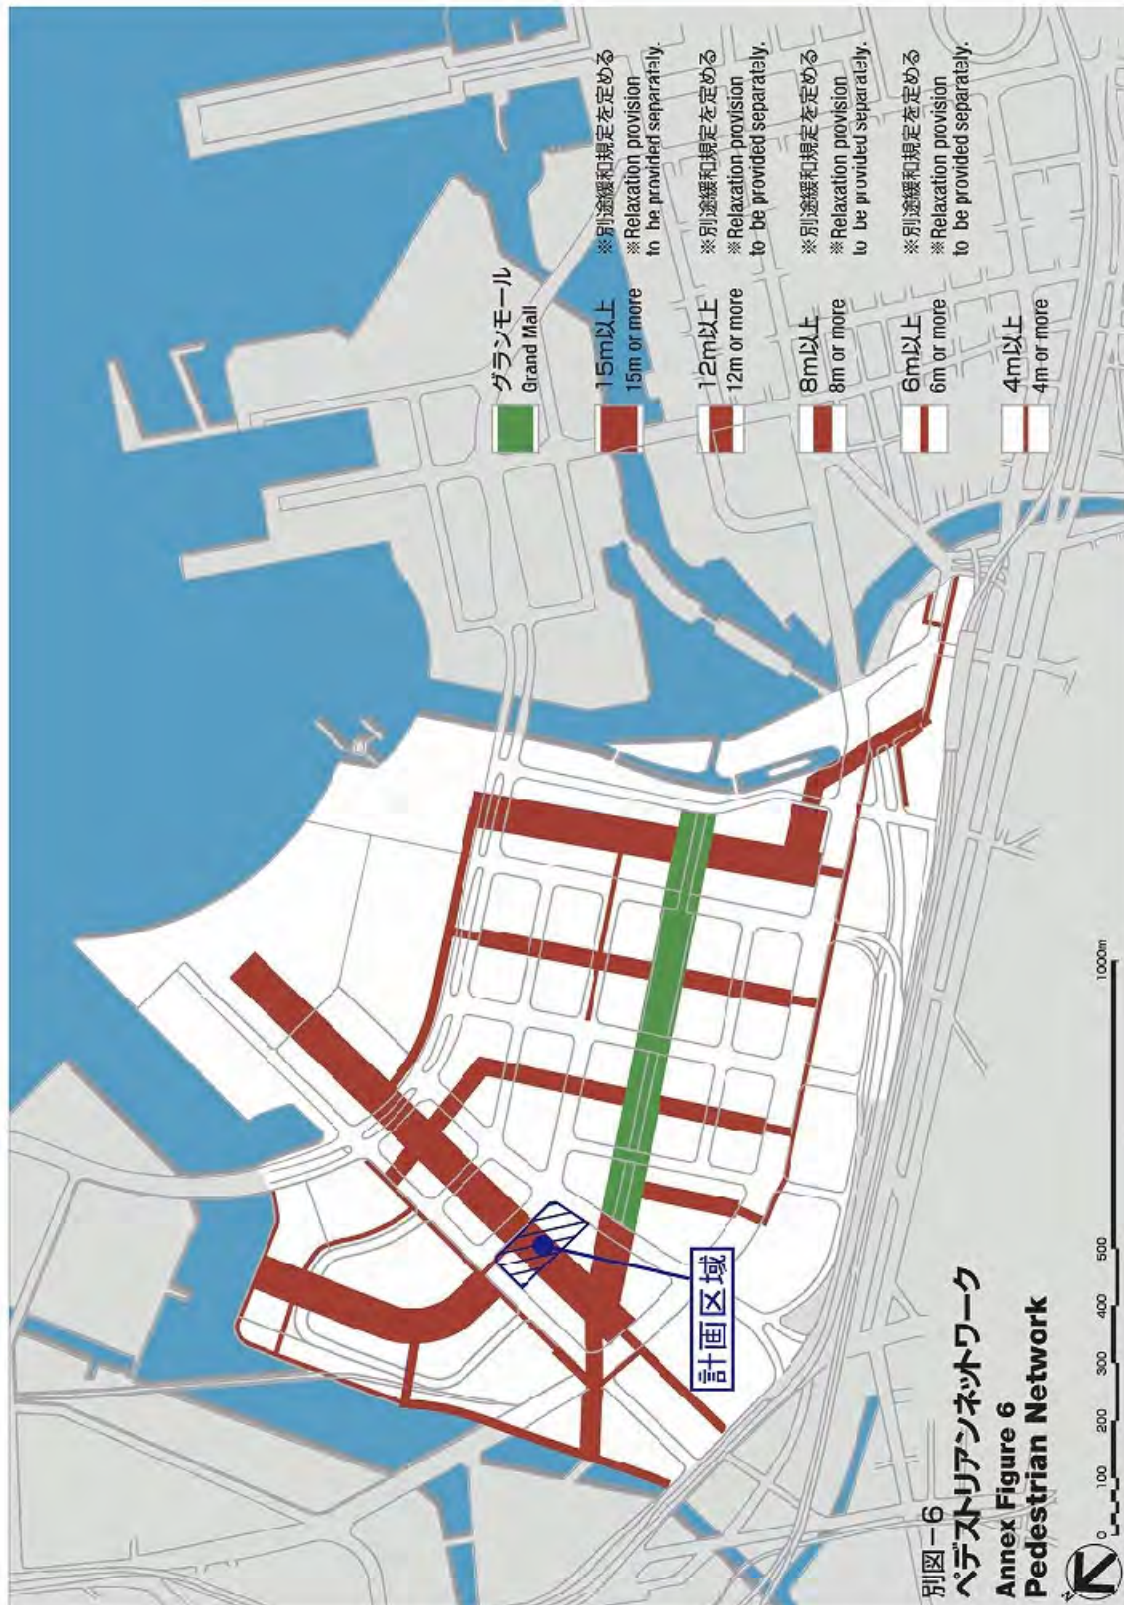 グランモール
Grand Mall
15m以上
15m or more
※別途緩和規定を定める
※Relaxation provision
to be provided separately.
12m以上
12m or more
※別途緩和規定を定める
※Relaxation provision
to be provided separately.
8m以上
8m or more
※別途緩和規定を定める
※Relaxation provision
to be provided separately.
6m以上
6m or more
※別途緩和規定を定める
※Relaxation provision
to be provided separately.
4m以上
4m or more
計画区域
別図-6
ペデストリアンネットワーク
Annex Figure 6
Pedestrian Network
N
0 100 200 300 400 500 1000m